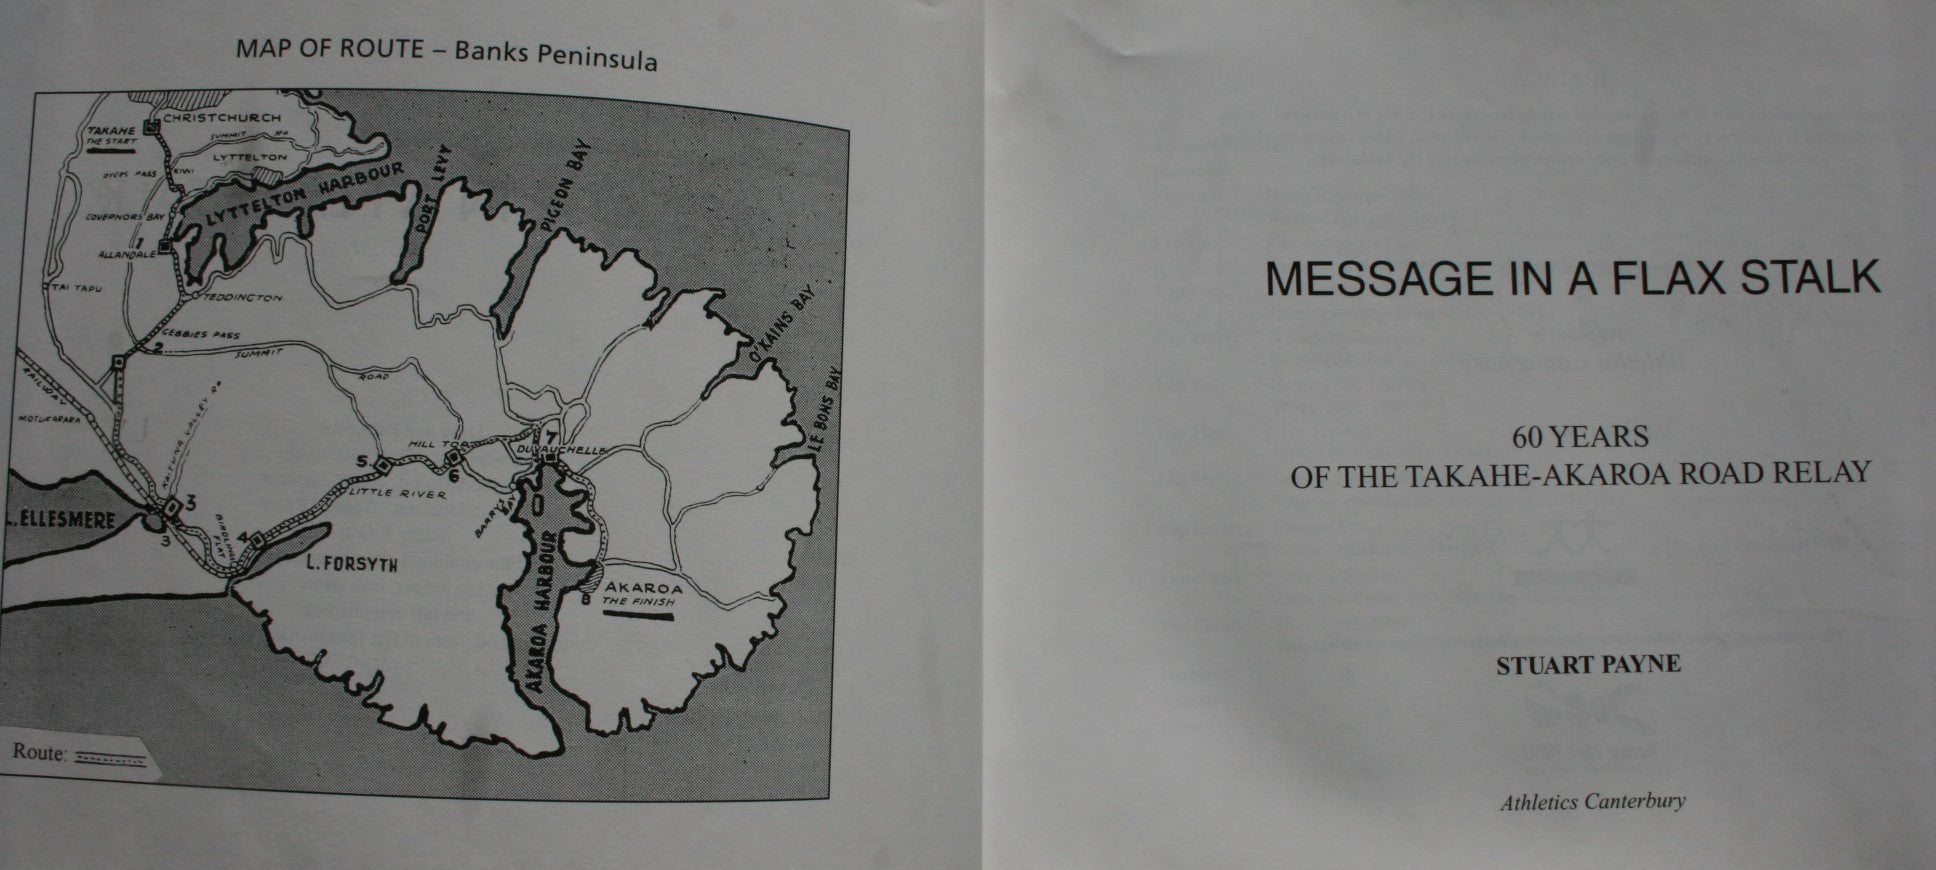 MAP OF ROUTE – Banks Peninsula
CHRISTCHURCH
TAKAHE
THE START
SUMMIT RD
LYTTELTON
DYERS PASS
KIWI
LYTTELTON HARBOUR
PORT LEVY
PIGEON BAY
GOVERNORS BAY
1
ALLANDALE
TAI TAPU
TEDDINGTON
GEBBIES PASS
2
SUMMIT
ROAD
O'KAINS BAY
LE BONS BAY
RAILWAY
MOTUKARARA
KAITUNA VALLEY RD
HILL TOP
7
DUVAUCHELLE
5
6
LITTLE RIVER
BARRYS BAY
3
L. ELLESMERE
3
BIRDLINGS FLAT
4
L. FORSYTH
AKAROA HARBOUR
8
AKAROA
THE FINISH
Route:
MESSAGE IN A FLAX STALK
60 YEARS
OF THE TAKAHE-AKAROA ROAD RELAY
STUART PAYNE
Athletics Canterbury